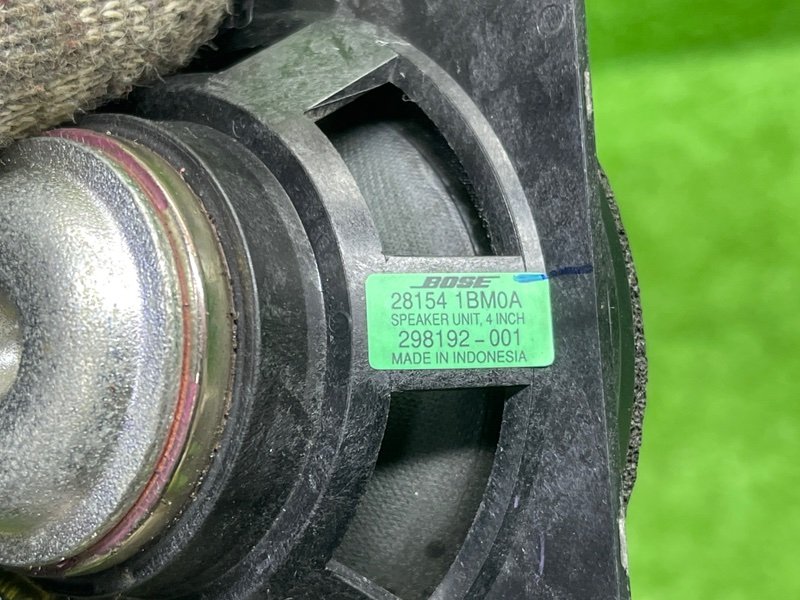 BOSE
28154 1BM0A
SPEAKER UNIT, 4 INCH
298192-001
MADE IN INDONESIA